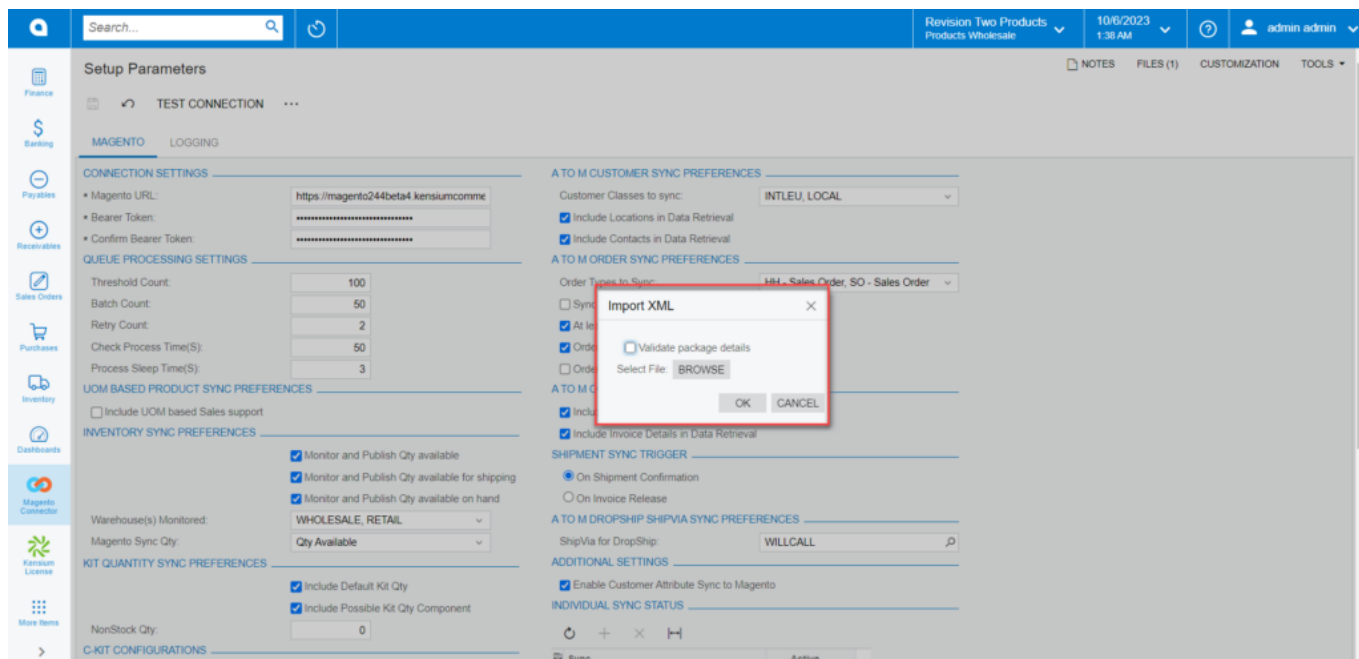 Search...
Revision Two Products
Products Wholesale
10/6/2023
1:38 AM
admin admin
Finance
Banking
Payables
Receivables
Sales Orders
Purchases
Inventory
Dashboards
Magento
Connector
Kensium
License
More Items
Setup Parameters
NOTES FILES (1) CUSTOMIZATION TOOLS
TEST CONNECTION ...
MAGENTO LOGGING
CONNECTION SETTINGS
* Magento URL: https://magento244beta4.kensiumcomme
* Bearer Token:
* Confirm Bearer Token:
QUEUE PROCESSING SETTINGS
Threshold Count: 100
Batch Count: 50
Retry Count: 2
Check Process Time(S): 50
Process Sleep Time(S): 3
UOM BASED PRODUCT SYNC PREFERENCES
Include UOM based Sales support
INVENTORY SYNC PREFERENCES
Monitor and Publish Qty available
Monitor and Publish Qty available for shipping
Monitor and Publish Qty available on hand
Warehouse(s) Monitored: WHOLESALE, RETAIL
Magento Sync Qty: Qty Available
KIT QUANTITY SYNC PREFERENCES
Include Default Kit Qty
Include Possible Kit Qty Component
NonStock Qty: 0
C-KIT CONFIGURATIONS
A TO M CUSTOMER SYNC PREFERENCES
Customer Classes to sync: INTLEU, LOCAL
Include Locations in Data Retrieval
Include Contacts in Data Retrieval
A TO M ORDER SYNC PREFERENCES
Order Types to Sync: HH - Sales Order, SO - Sales Order
Sync
At le
Orde
Orde
A TO M
Inclu
Include Invoice Details in Data Retrieval
SHIPMENT SYNC TRIGGER
On Shipment Confirmation
On Invoice Release
A TO M DROPSHIP SHIPVIA SYNC PREFERENCES
ShipVia for DropShip: WILLCALL
ADDITIONAL SETTINGS
Enable Customer Attribute Sync to Magento
INDIVIDUAL SYNC STATUS
Sync Active
Import XML
Validate package details
Select File: BROWSE
OK CANCEL